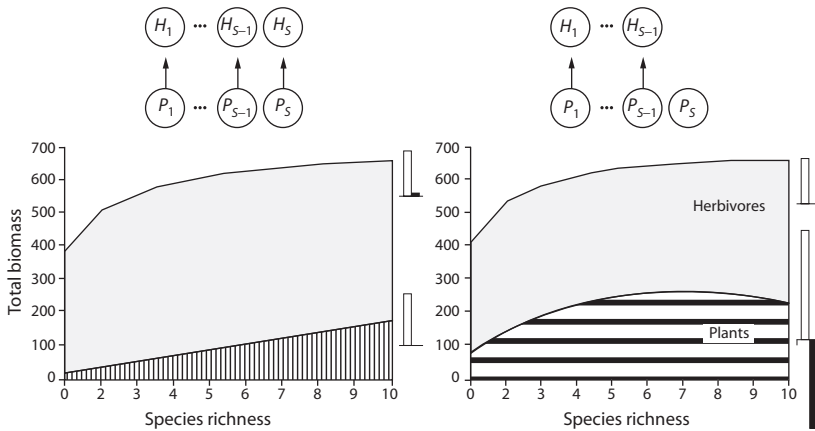 H1 ··· HS–1 HS
P1 ··· PS–1 PS
H1 ··· HS–1
P1 ··· PS–1 PS
Total biomass
700
600
500
400
300
200
100
0
0 2 3 4 5 6 7 8 9 10
Species richness
700
600
500
400
300
200
100
0
Herbivores
Plants
0 2 3 4 5 6 7 8 9 10
Species richness